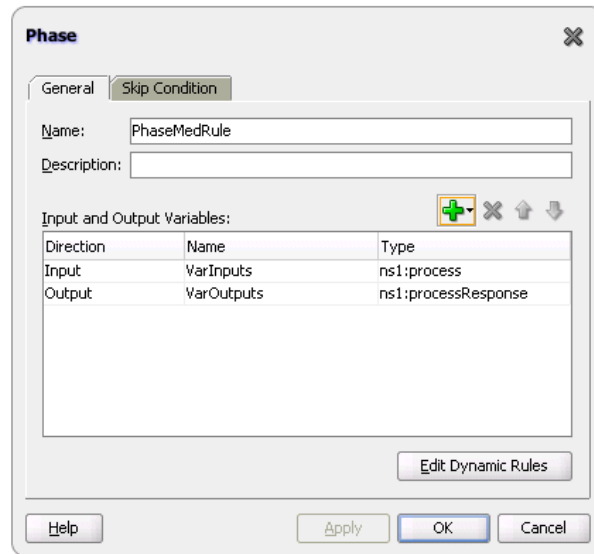 Phase
General Skip Condition
Name: PhaseMedRule
Description:
Input and Output Variables:
Direction Name Type
Input VarInputs ns1:process
Output VarOutputs ns1:processResponse
Edit Dynamic Rules
Help Apply OK Cancel